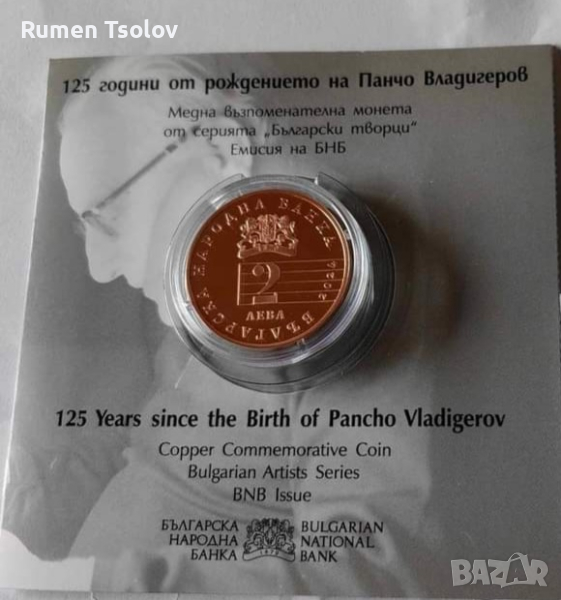 Rumen Tsolov
125 години от рождението на Панчо Владигеров
Медна възпоменателна монета
от серията „Български творци“
Емисия на БНБ
БЪЛГАРСКА НАРОДНА БАНКА
2
ЛЕВА
2024
125 Years since the Birth of Pancho Vladigerov
Copper Commemorative Coin
Bulgarian Artists Series
BNB Issue
БЪЛГАРСКА
НАРОДНА
БАНКА
1879
BULGARIAN
NATIONAL
BANK
BAZAR